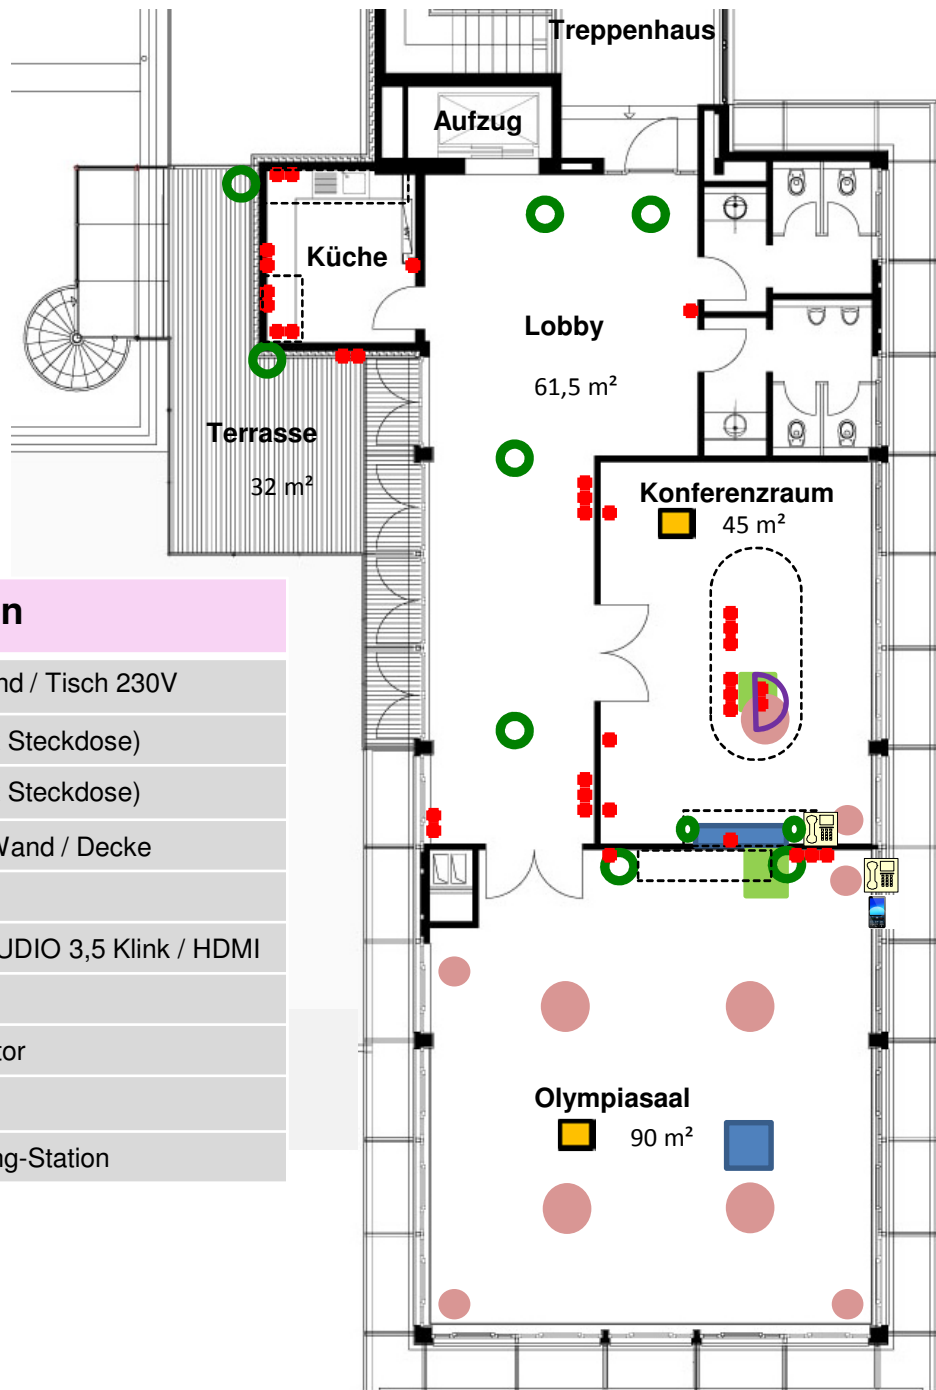 Treppenhaus
Aufzug
Küche
Lobby
61,5 m²
Terrasse
32 m²
Konferenzraum
45 m²
n
nd / Tisch 230V
Steckdose)
Steckdose)
Wand / Decke
UDIO 3,5 Klink / HDMI
tor
ng-Station
Olympiasaal
90 m²